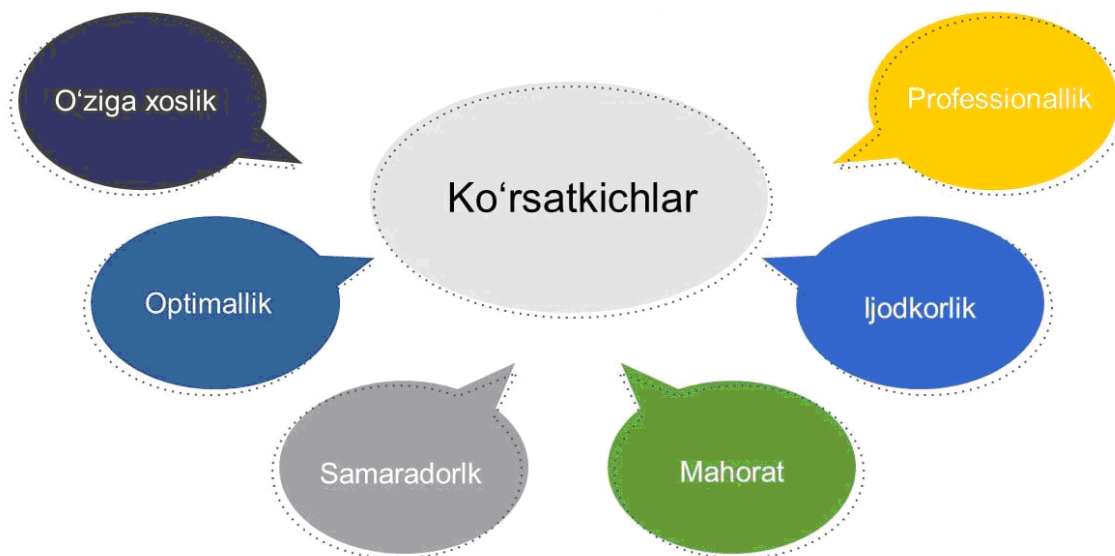 O‘ziga xoslik
Professionallik
Ko‘rsatkichlar
Optimallik
Ijodkorlik
Samaradorlk
Mahorat